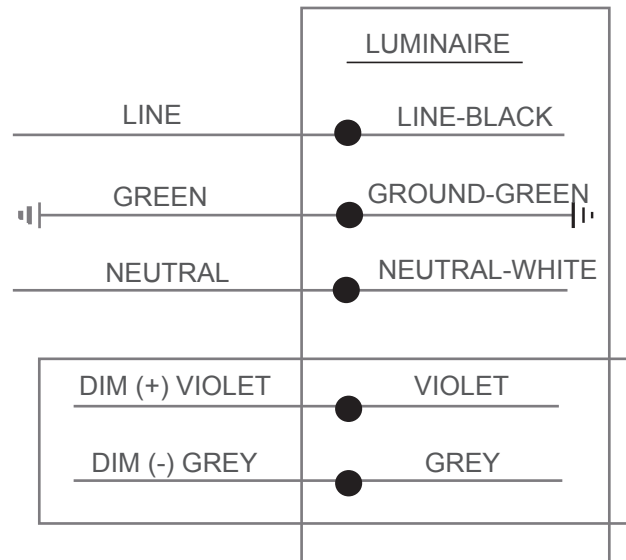 LUMINAIRE
LINE LINE-BLACK
GREEN GROUND-GREEN
NEUTRAL NEUTRAL-WHITE
DIM (+) VIOLET VIOLET
DIM (-) GREY GREY